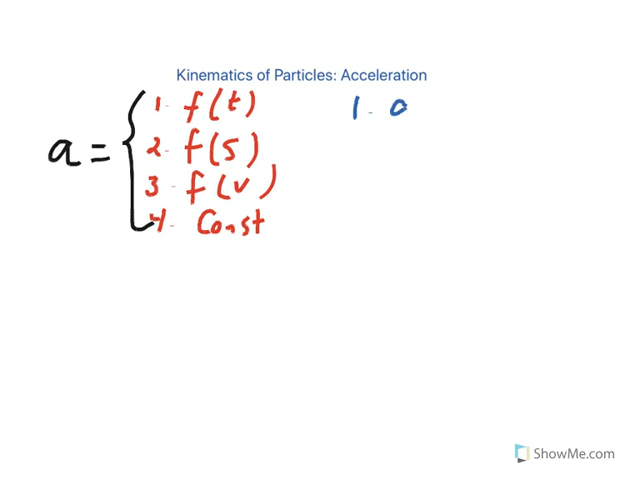 Kinematics of Particles: Acceleration
a =
1- f(t)
2- f(s)
3- f(v)
4- Const
1- 0
ShowMe.com